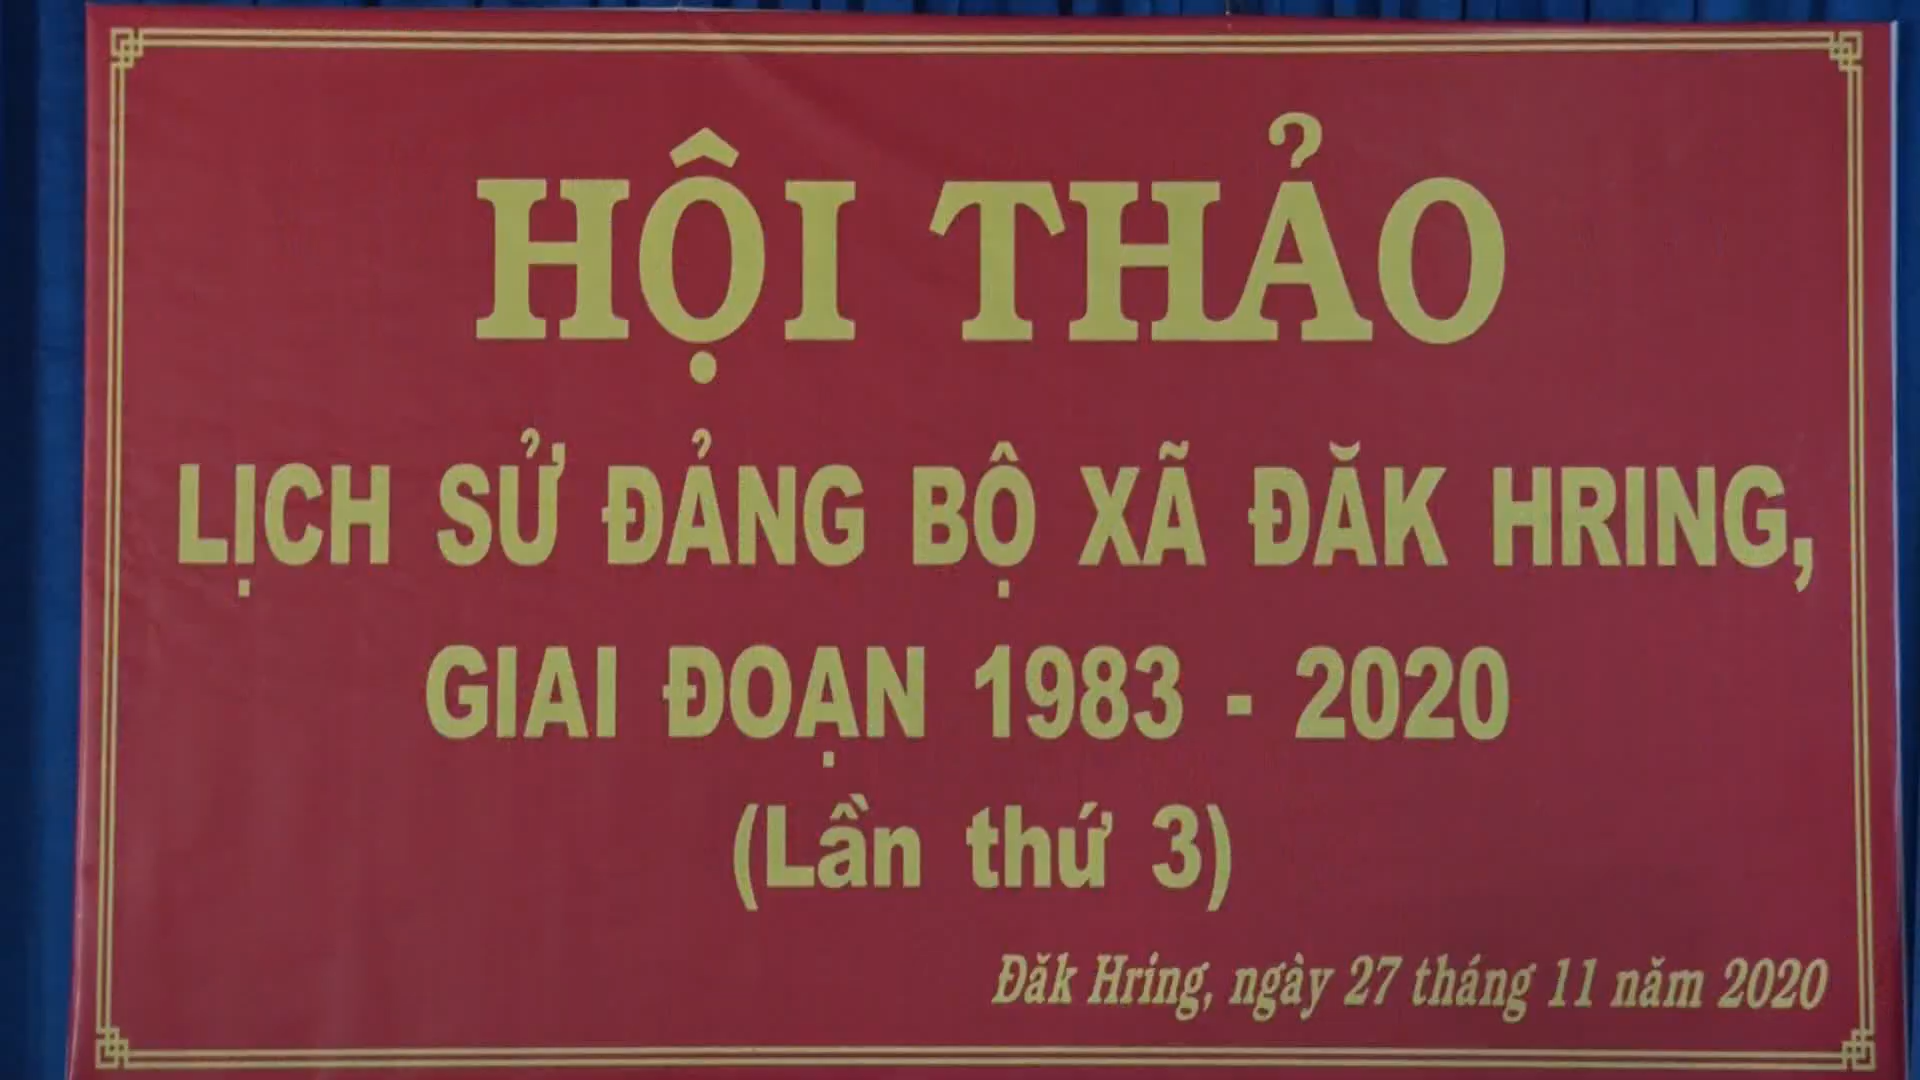 HỘI THẢO
LỊCH SỬ ĐẢNG BỘ XÃ ĐĂK HRING,
GIAI ĐOẠN 1983 - 2020
(Lần thứ 3)
Đăk Hring, ngày 27 tháng 11 năm 2020